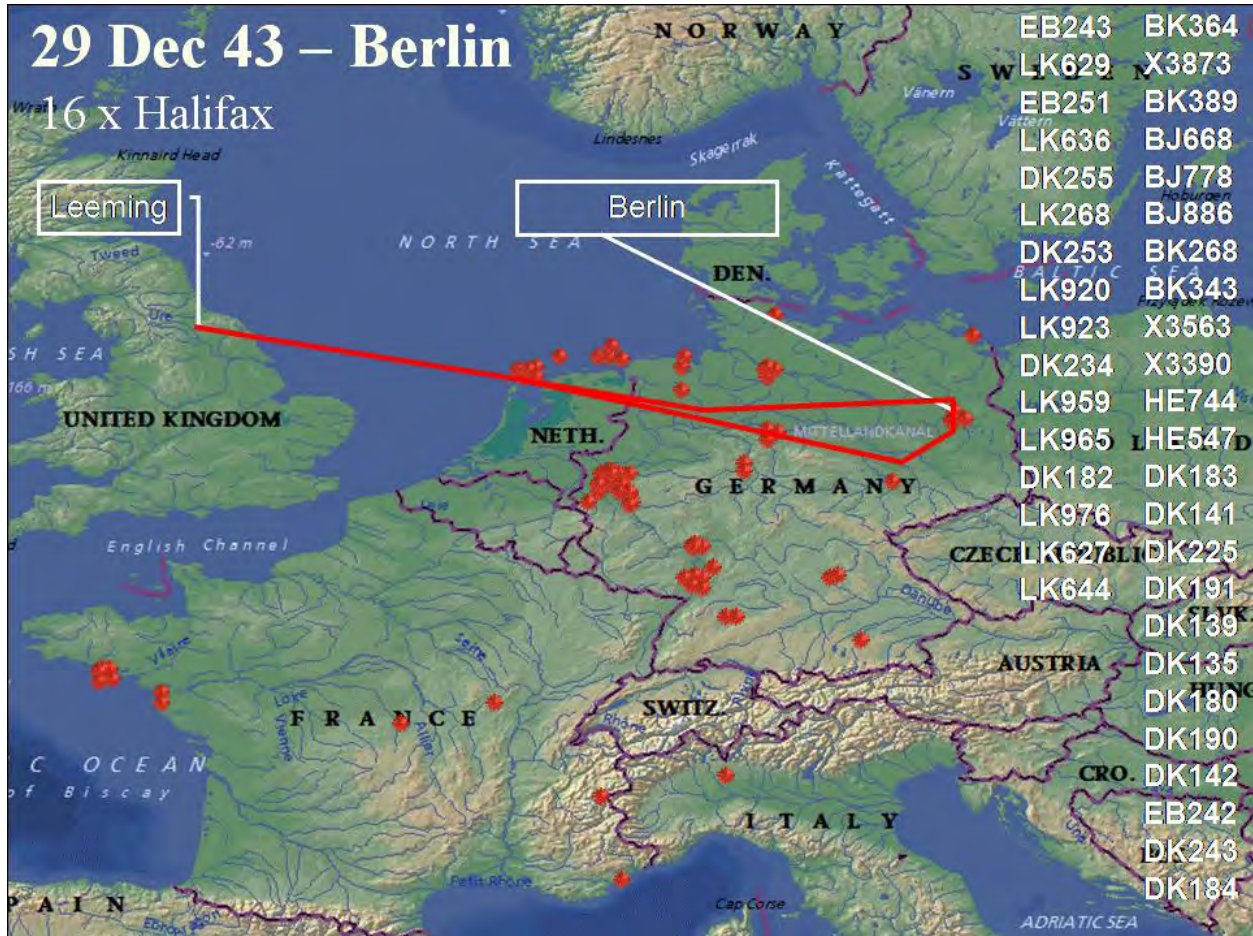 29 Dec 43 – Berlin
16 x Halifax
Leeming
Berlin
NORWAY
Vänern
Vättern
Lindesnes
Skagerrak
Kattegatt
Kinnaird Head
-62 m
Tweed
NORTH SEA
DEN.
BALTIC SEA
Ure
SH SEA
166 m
UNITED KINGDOM
NETH.
MITTELLANDKANAL
GERMANY
English Channel
Danube
Vilaine
Seine
AUSTRIA
Loire
Vienne
FRANCE
Allier
SWITZ.
Rhône
C OCEAN
of Biscay
CRO.
Una
ITALY
Petit Rhône
PAIN
Cap Corse
ADRIATIC SEA
EB243
LK629
EB251
LK636
DK255
LK268
DK253
LK920
LK923
DK234
LK959
LK965
DK182
LK976
LK627
LK644
BK364
X3873
BK389
BJ668
BJ778
BJ886
BK268
BK343
X3563
X3390
HE744
HE547
DK183
DK141
DK225
DK191
DK139
DK135
DK180
DK190
DK142
EB242
DK243
DK184